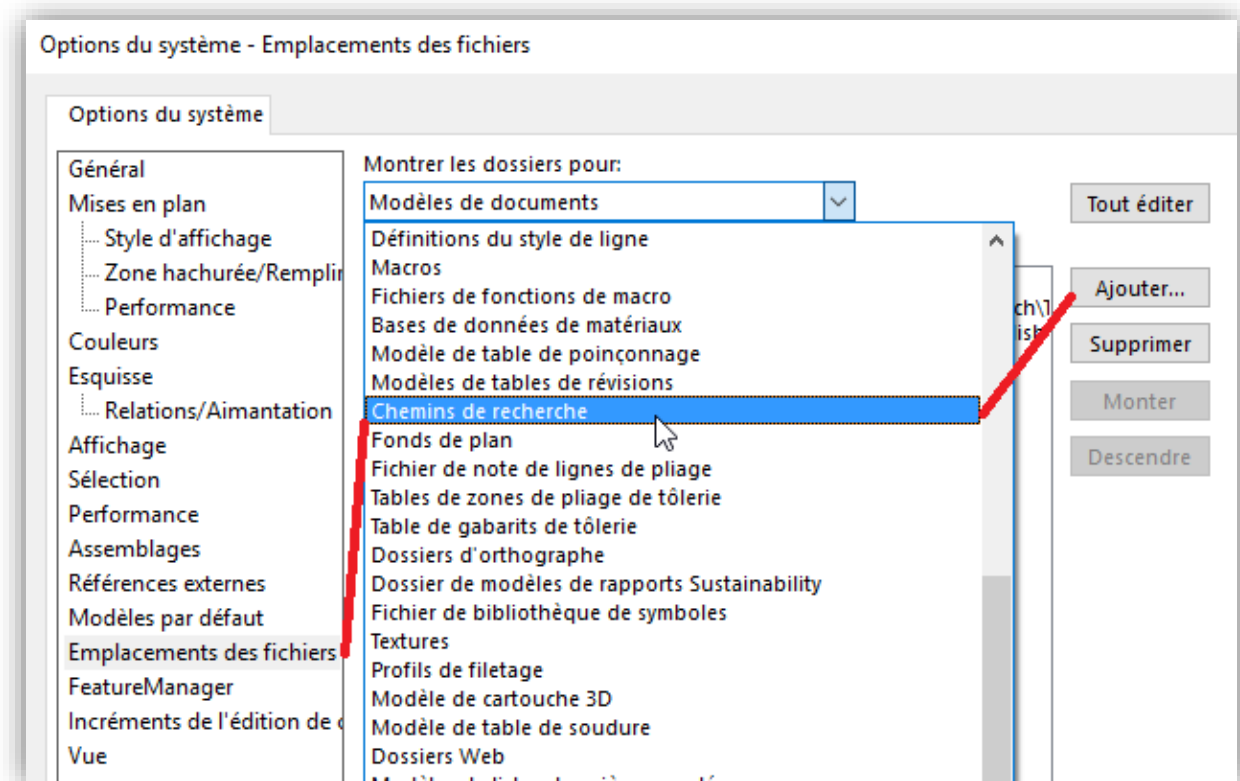 Options du système - Emplacements des fichiers
Options du système
Général
Mises en plan
Style d'affichage
Zone hachurée/Remplir
Performance
Couleurs
Esquisse
Relations/Aimantation
Affichage
Sélection
Performance
Assemblages
Références externes
Modèles par défaut
Emplacements des fichiers
FeatureManager
Incréments de l'édition de
Vue
Montrer les dossiers pour:
Modèles de documents
Définitions du style de ligne
Macros
Fichiers de fonctions de macro
Bases de données de matériaux
Modèle de table de poinçonnage
Modèles de tables de révisions
Chemins de recherche
Fonds de plan
Fichier de note de lignes de pliage
Tables de zones de pliage de tôlerie
Table de gabarits de tôlerie
Dossiers d'orthographe
Dossier de modèles de rapports Sustainability
Fichier de bibliothèque de symboles
Textures
Profils de filetage
Modèle de cartouche 3D
Modèle de table de soudure
Dossiers Web
Tout éditer
Ajouter...
Supprimer
Monter
Descendre